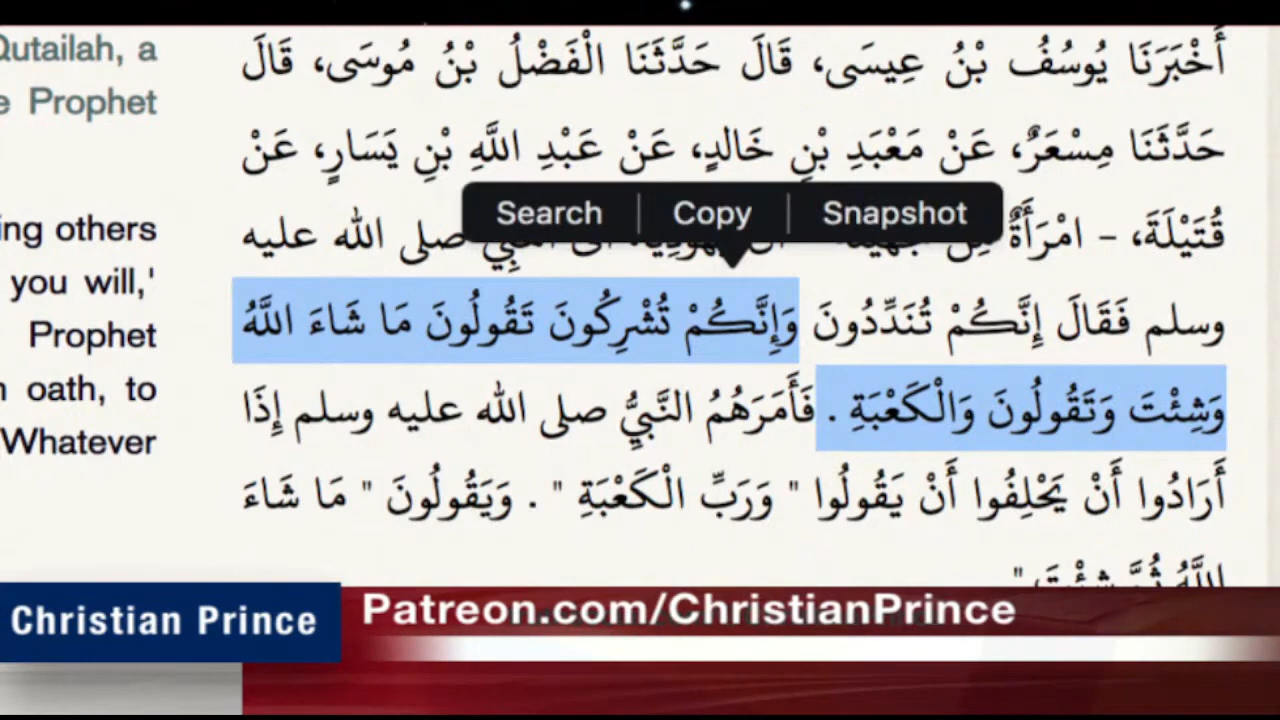 Qutailah, a
Prophet
ing others
you will,'
Prophet
oath, to
Whatever
أَخْبَرَنَا يُوسُفُ بْنُ عِيسَى، قَالَ حَدَّثَنَا الْفَضْلُ بْنُ مُوسَى، قَالَ
حَدَّثَنَا مِسْعَرٌ، عَنْ مَعْبَدِ بْنِ خَالِدٍ، عَنْ عَبْدِ اللَّهِ بْنِ يَسَارٍ، عَنْ
Search Copy Snapshot
قُتَيْلَةَ، - امْرَأَةٌ صلى الله عليه
وسلم فَقَالَ إِنَّكُمْ تُنَدِّدُونَ وَإِنَّكُمْ تُشْرِكُونَ تَقُولُونَ مَا شَاءَ اللَّهُ
وَشِئْتَ وَتَقُولُونَ وَالْكَعْبَةِ . فَأَمَرَهُمُ النَّبِيُّ صلى الله عليه وسلم إِذَا
أَرَادُوا أَنْ يَحْلِفُوا أَنْ يَقُولُوا " وَرَبِّ الْكَعْبَةِ " . وَيَقُولُونَ " مَا شَاءَ
Christian Prince
Patreon.com/ChristianPrince